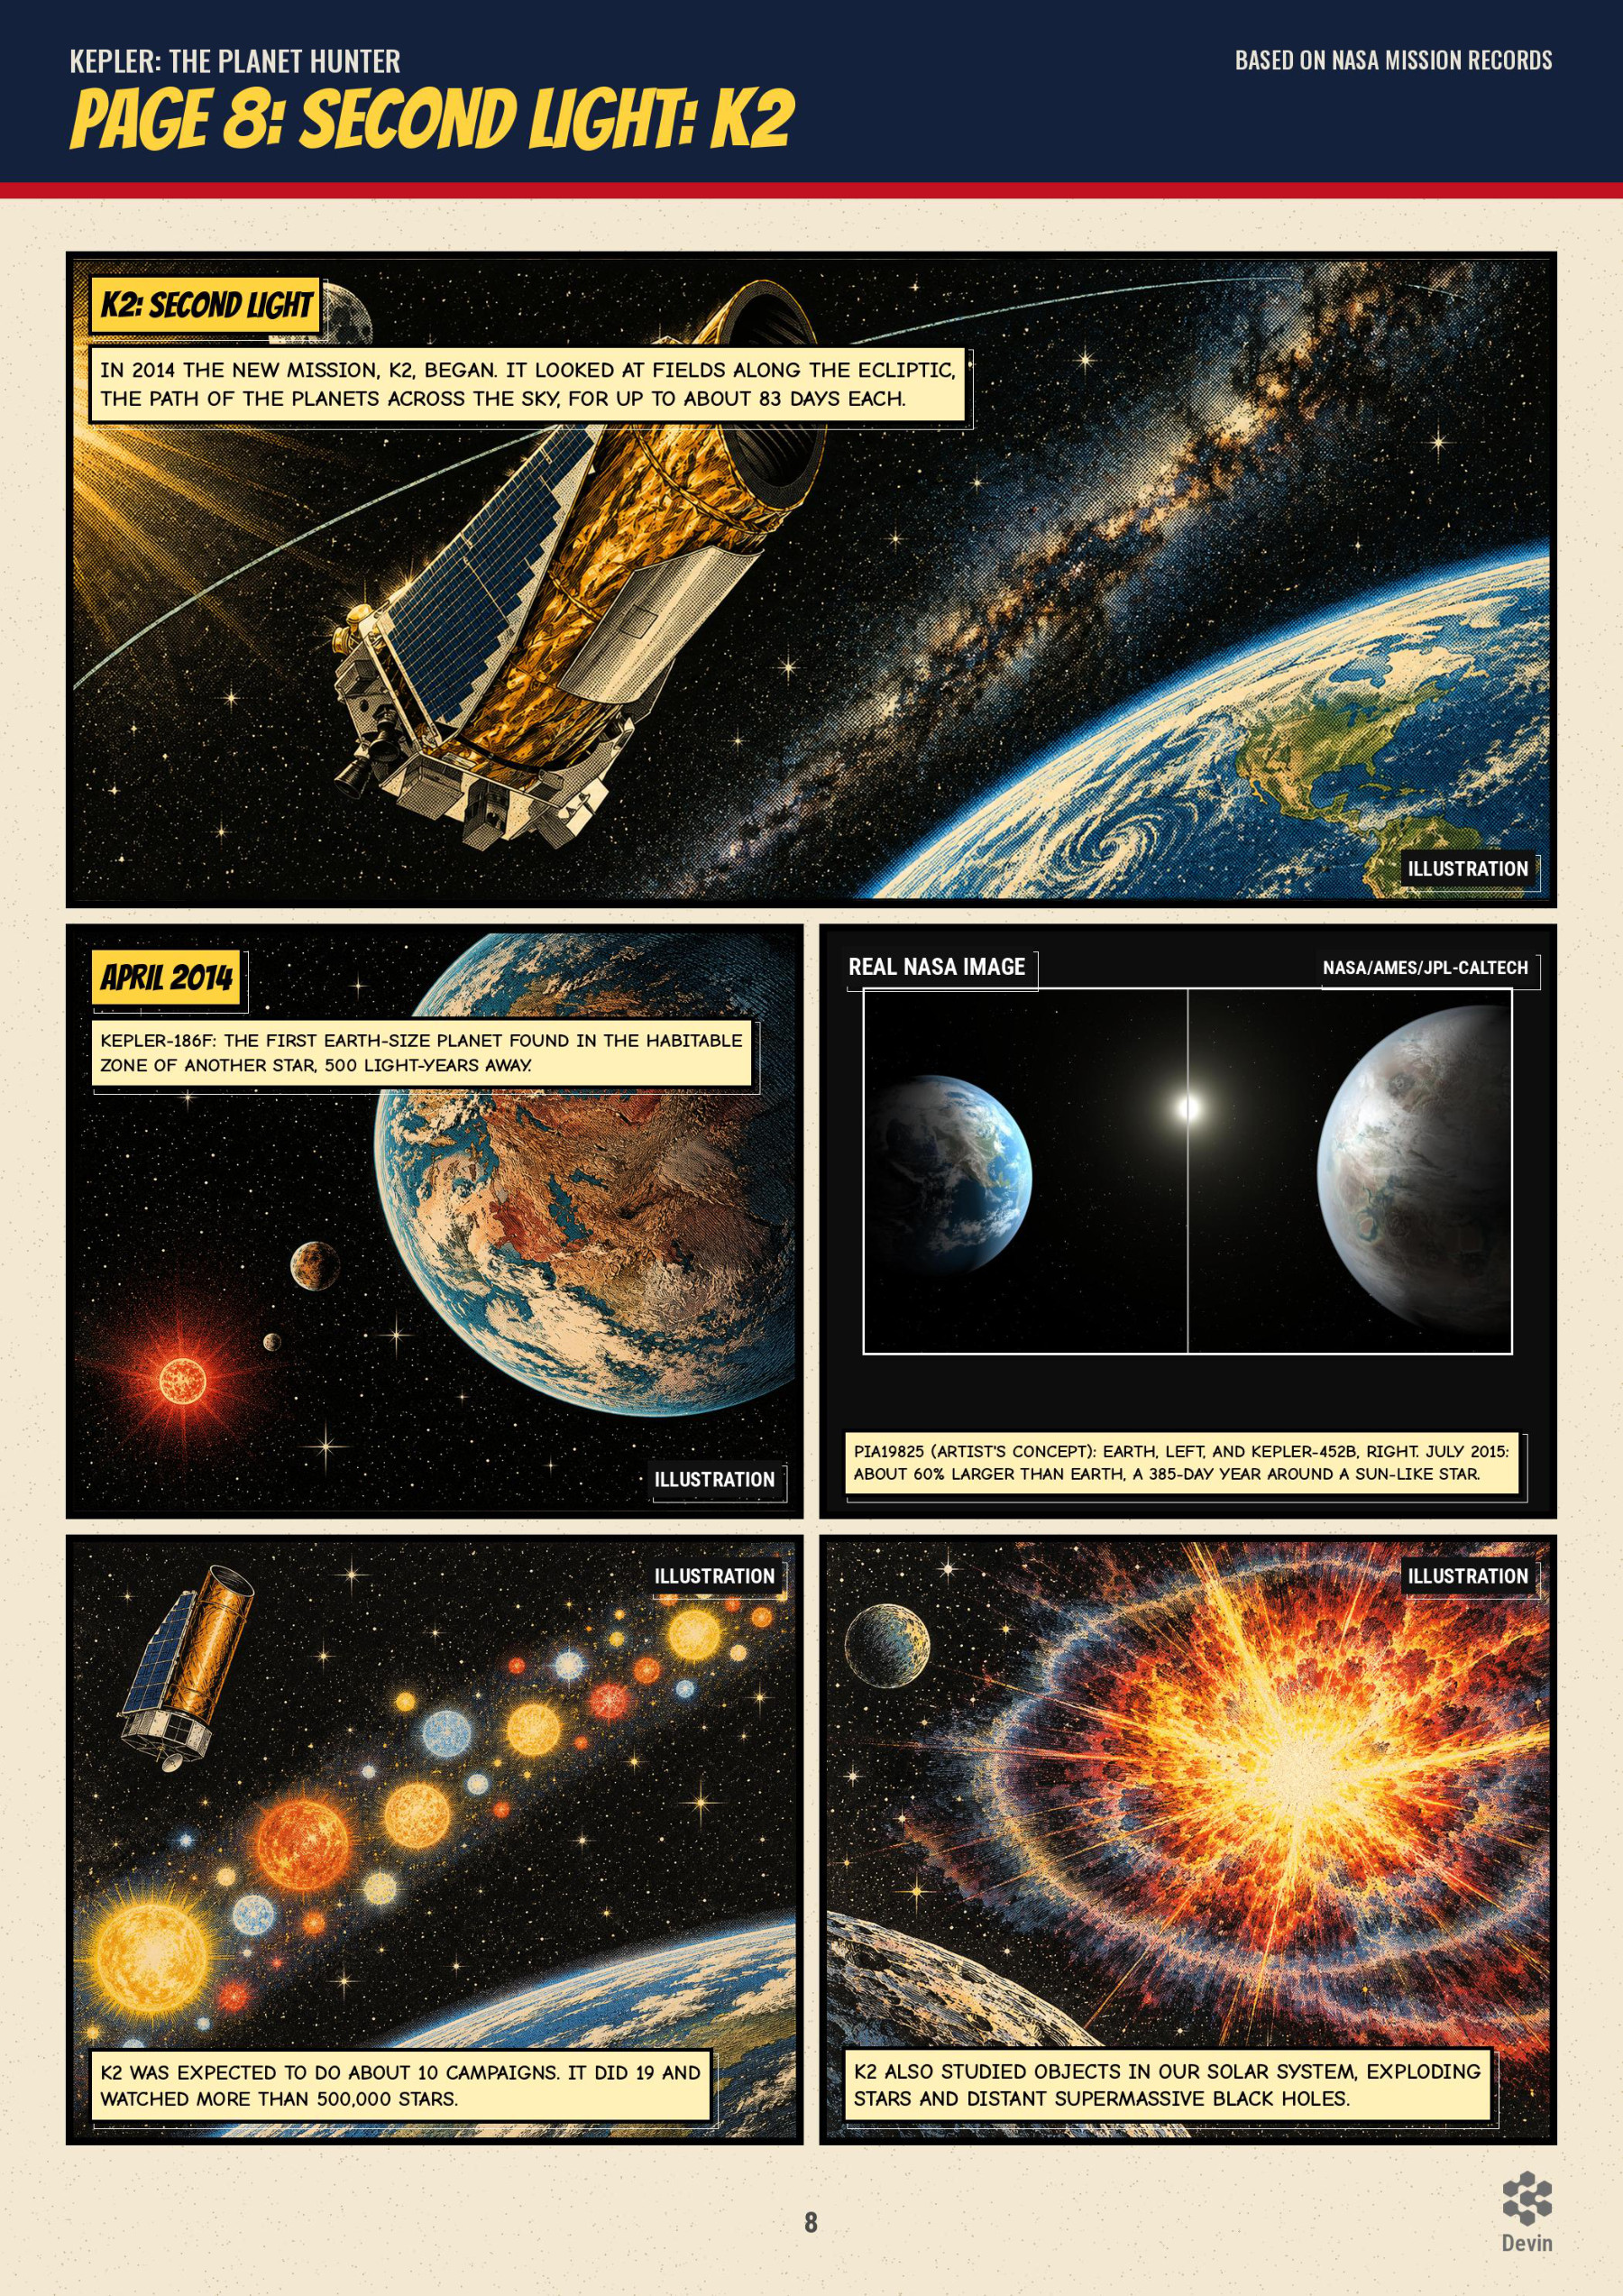 KEPLER: THE PLANET HUNTER
BASED ON NASA MISSION RECORDS
PAGE 8: SECOND LIGHT: K2
K2: SECOND LIGHT
IN 2014 THE NEW MISSION, K2, BEGAN. IT LOOKED AT FIELDS ALONG THE ECLIPTIC,
THE PATH OF THE PLANETS ACROSS THE SKY, FOR UP TO ABOUT 83 DAYS EACH.
ILLUSTRATION
APRIL 2014
KEPLER-186F: THE FIRST EARTH-SIZE PLANET FOUND IN THE HABITABLE
ZONE OF ANOTHER STAR, 500 LIGHT-YEARS AWAY.
ILLUSTRATION
REAL NASA IMAGE
NASA/AMES/JPL-CALTECH
PIA19825 (ARTIST'S CONCEPT): EARTH, LEFT, AND KEPLER-452B, RIGHT. JULY 2015:
ABOUT 60% LARGER THAN EARTH, A 385-DAY YEAR AROUND A SUN-LIKE STAR.
ILLUSTRATION
K2 WAS EXPECTED TO DO ABOUT 10 CAMPAIGNS. IT DID 19 AND
WATCHED MORE THAN 500,000 STARS.
ILLUSTRATION
K2 ALSO STUDIED OBJECTS IN OUR SOLAR SYSTEM, EXPLODING
STARS AND DISTANT SUPERMASSIVE BLACK HOLES.
8
Devin